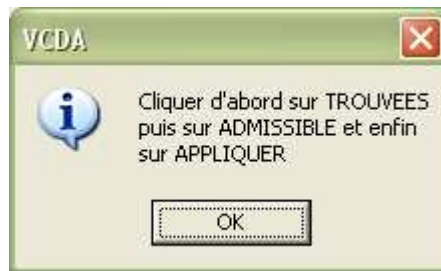 VCDA
Cliquer d'abord sur TROUVEES
puis sur ADMISSIBLE et enfin
sur APPLIQUER
OK